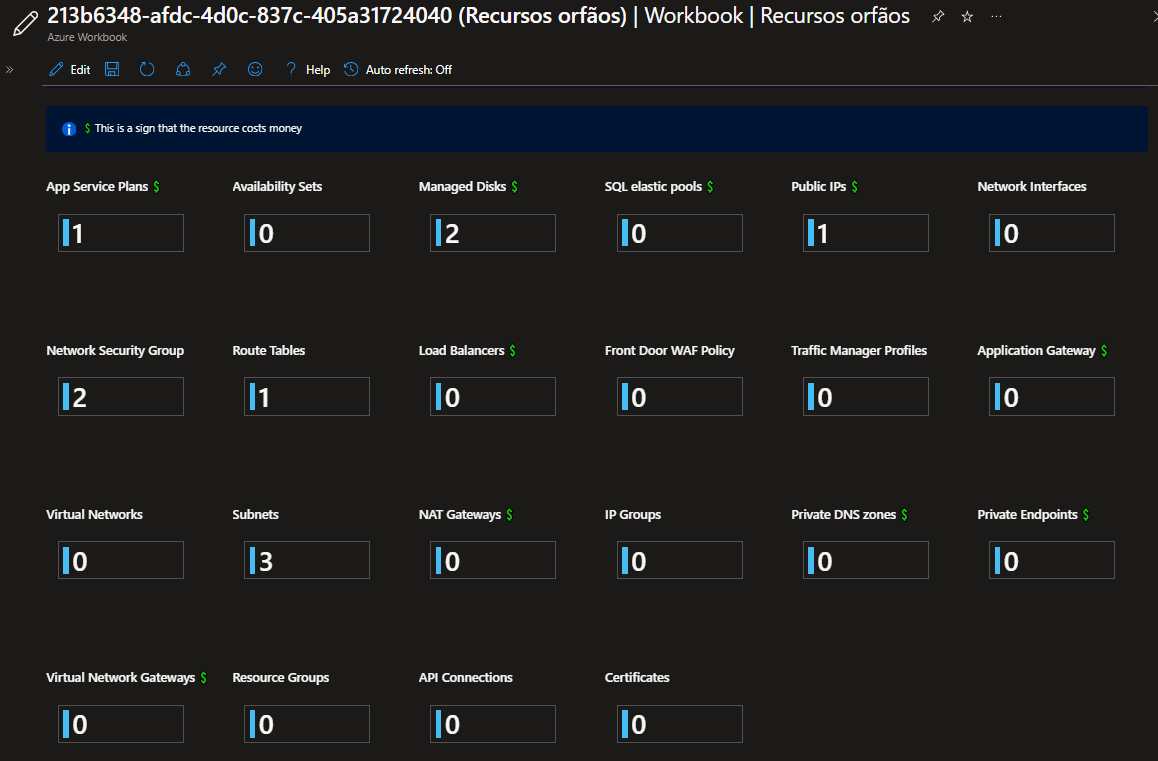 213b6348-afdc-4d0c-837c-405a31724040 (Recursos orfãos) | Workbook | Recursos orfãos
Azure Workbook
Edit
Help
Auto refresh: Off
$ This is a sign that the resource costs money
App Service Plans $
Availability Sets
Managed Disks $
SQL elastic pools $
Public IPs $
Network Interfaces
1
0
2
0
1
0
Network Security Group
Route Tables
Load Balancers $
Front Door WAF Policy
Traffic Manager Profiles
Application Gateway $
2
1
0
0
0
0
Virtual Networks
Subnets
NAT Gateways $
IP Groups
Private DNS zones $
Private Endpoints $
0
3
0
0
0
0
Virtual Network Gateways $
Resource Groups
API Connections
Certificates
0
0
0
0